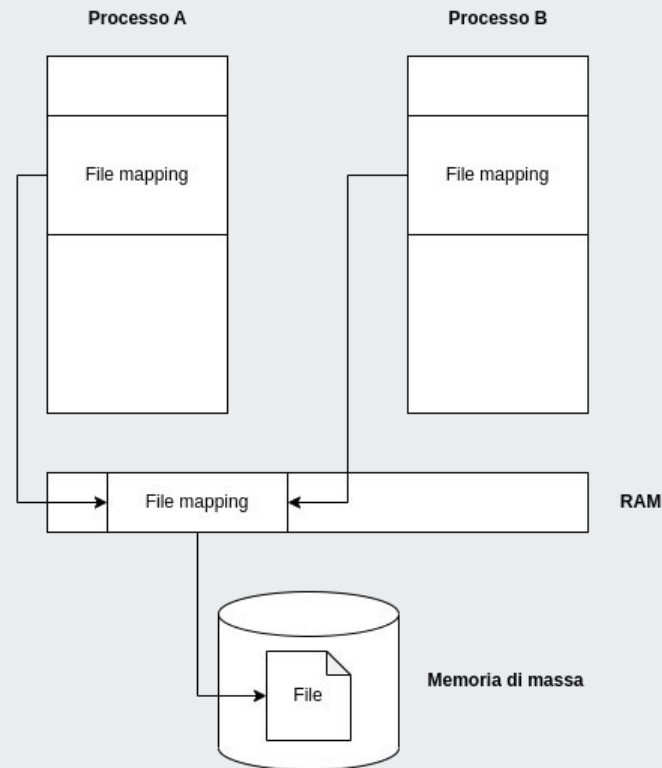 Processo A
Processo B
File mapping
File mapping
File mapping
RAM
File
Memoria di massa